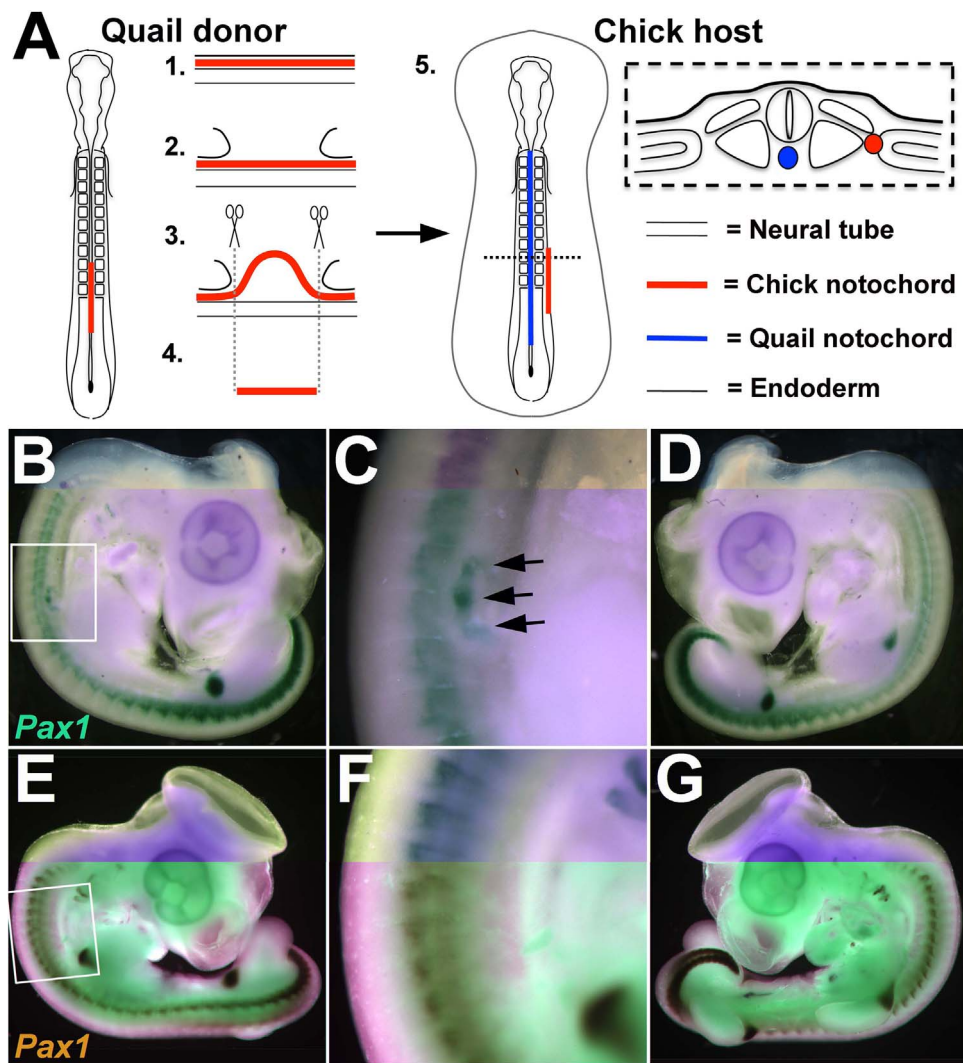 A
Quail donor
Chick host
1.
2.
3.
4.
5.
= Neural tube
= Chick notochord
= Quail notochord
= Endoderm
B
C
D
Pax1
E
F
G
Pax1